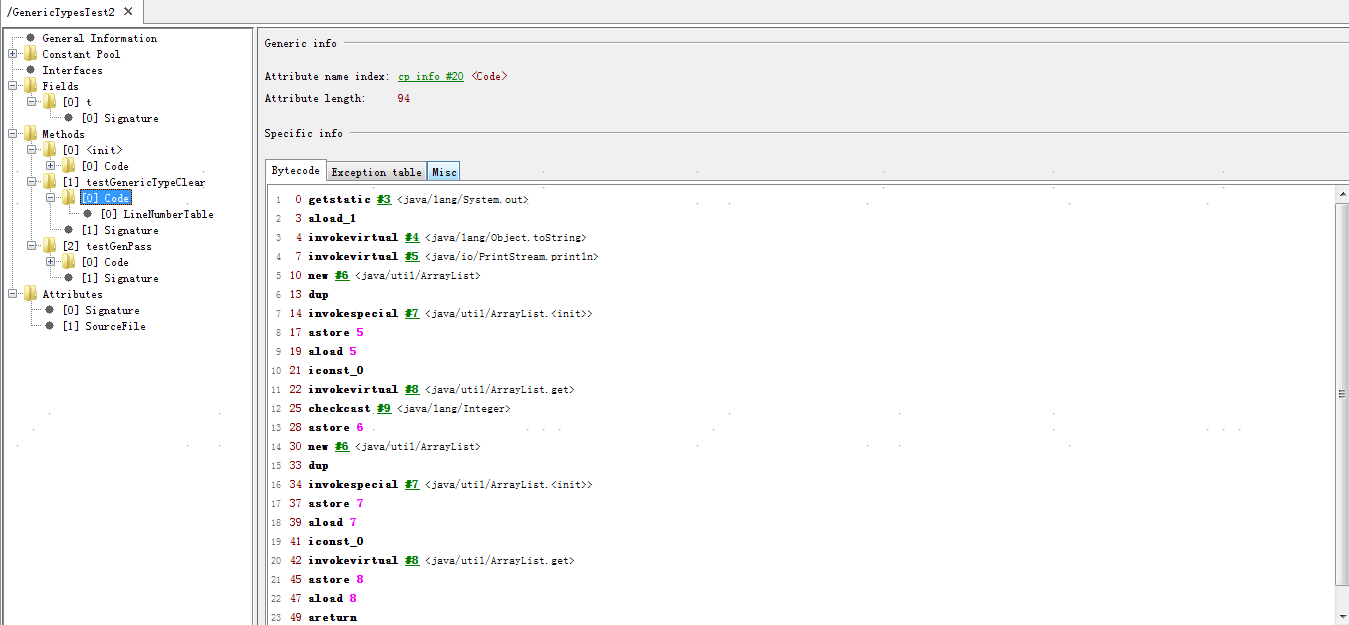 /GenericTypesTest2
General Information
Constant Pool
Interfaces
Fields
[0] t
[0] Signature
Methods
[0] <init>
[0] Code
[1] testGenericTypeClear
[0] Code
[0] LineNumberTable
[1] Signature
[2] testGenPass
[0] Code
[1] Signature
Attributes
[0] Signature
[1] SourceFile
Generic info
Attribute name index: cp info #20 <Code>
Attribute length: 94
Specific info
Bytecode Exception table Misc
1 0 getstatic #3 <java/lang/System.out>
2 3 aload_1
3 4 invokevirtual #4 <java/lang/Object.toString>
4 7 invokevirtual #5 <java/io/PrintStream.println>
5 10 new #6 <java/util/ArrayList>
6 13 dup
7 14 invokespecial #7 <java/util/ArrayList.<init>>
8 17 astore 5
9 19 aload 5
10 21 iconst_0
11 22 invokevirtual #8 <java/util/ArrayList.get>
12 25 checkcast #9 <java/lang/Integer>
13 28 astore 6
14 30 new #6 <java/util/ArrayList>
15 33 dup
16 34 invokespecial #7 <java/util/ArrayList.<init>>
17 37 astore 7
18 39 aload 7
19 41 iconst_0
20 42 invokevirtual #8 <java/util/ArrayList.get>
21 45 astore 8
22 47 aload 8
23 49 areturn